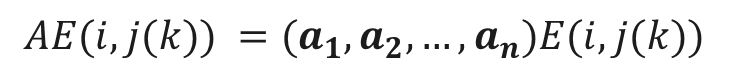 AE(i, j(k)) = (a₁, a₂, …, aₙ)E(i, j(k))